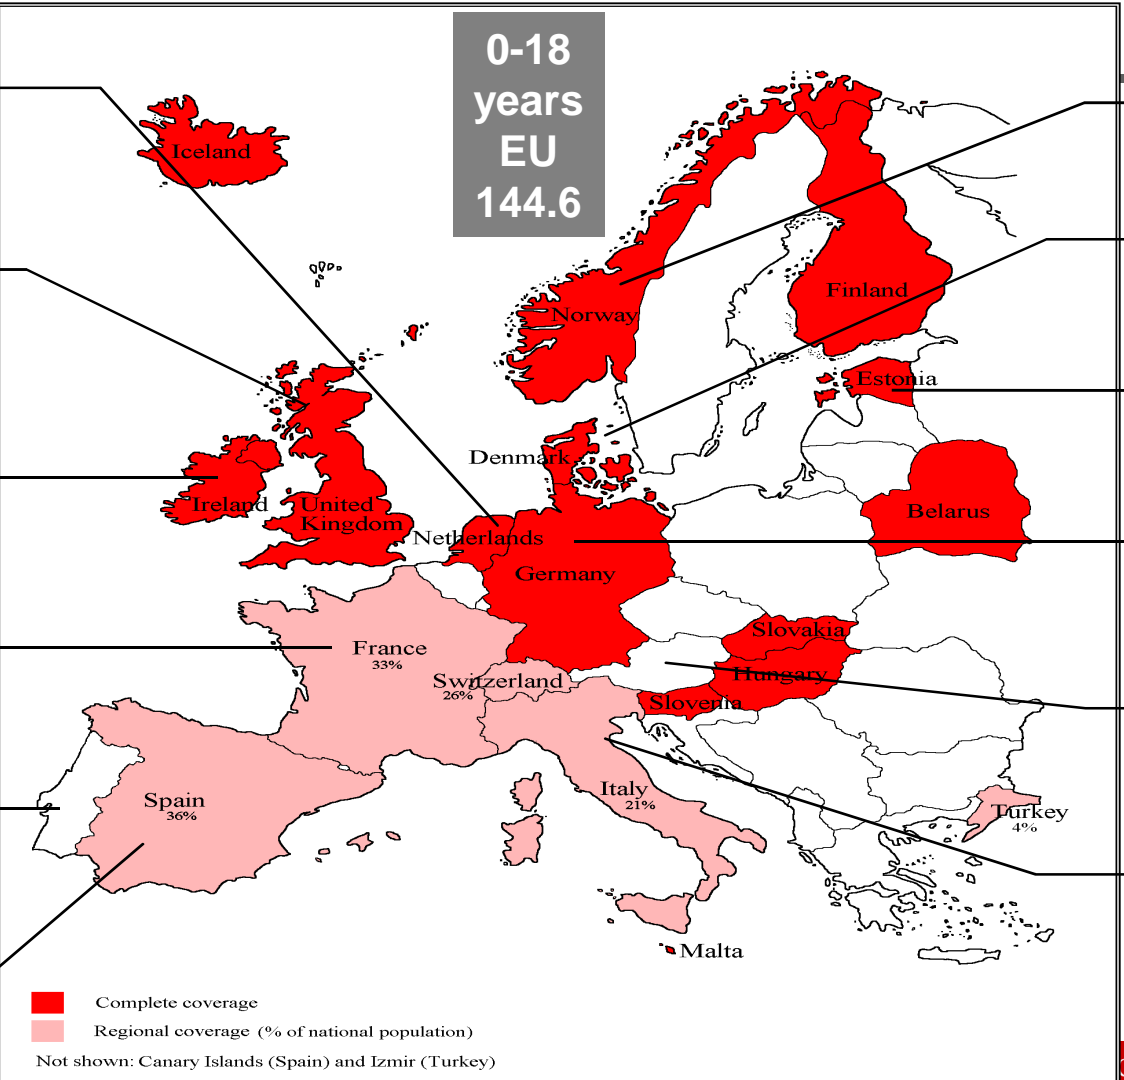 0-18
years
EU
144.6
Iceland
Norway
Finland
Estonia
Denmark
Ireland
United
Kingdom
Netherlands
Belarus
Germany
Slovakia
France
33%
Switzerland
26%
Hungary
Slovenia
Italy
21%
Spain
36%
Turkey
4%
Malta
Complete coverage
Regional coverage (% of national population)
Not shown: Canary Islands (Spain) and Izmir (Turkey)